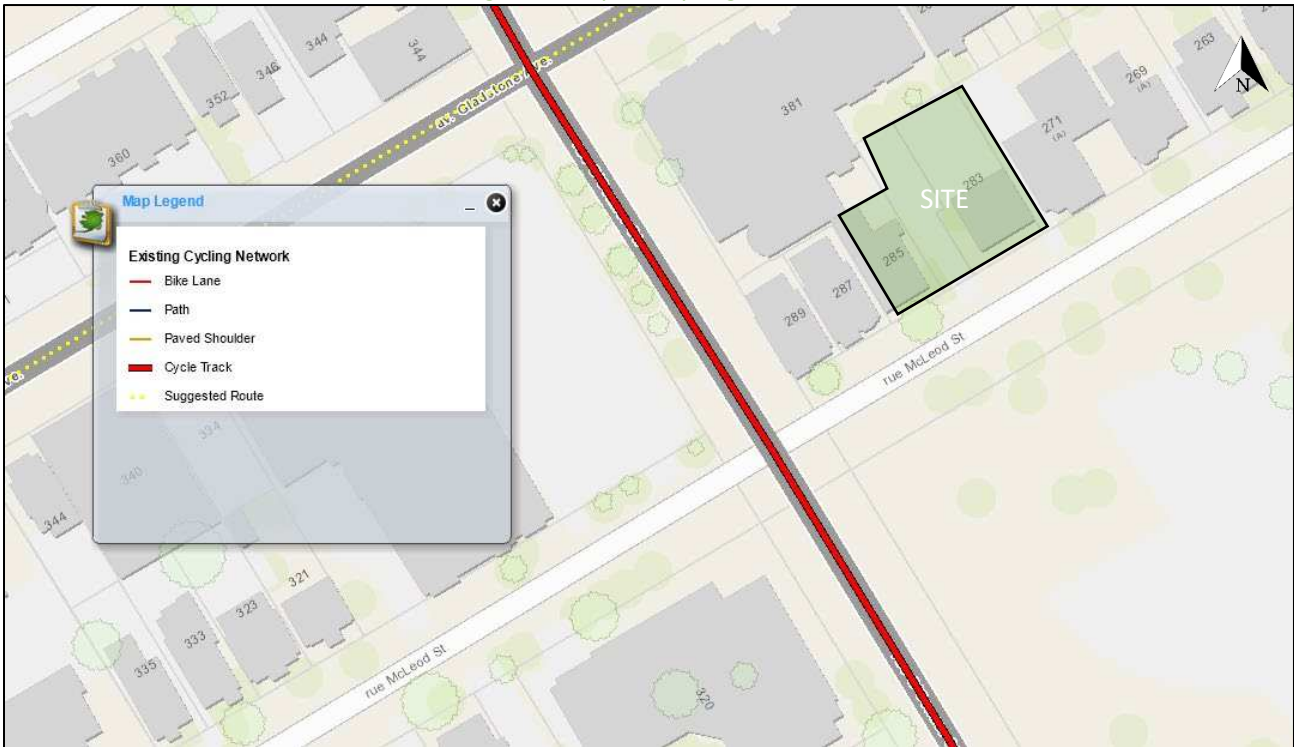 344
344
346
352
360
av. Gladstone Ave.
381
263
269
(A)
271
(A)
N
283
SITE
285
287
289
rue McLeod St
ve.
Map Legend
Existing Cycling Network
Bike Lane
Path
Paved Shoulder
Cycle Track
Suggested Route
334
340
344
321
323
333
335
rue McLeod St
320